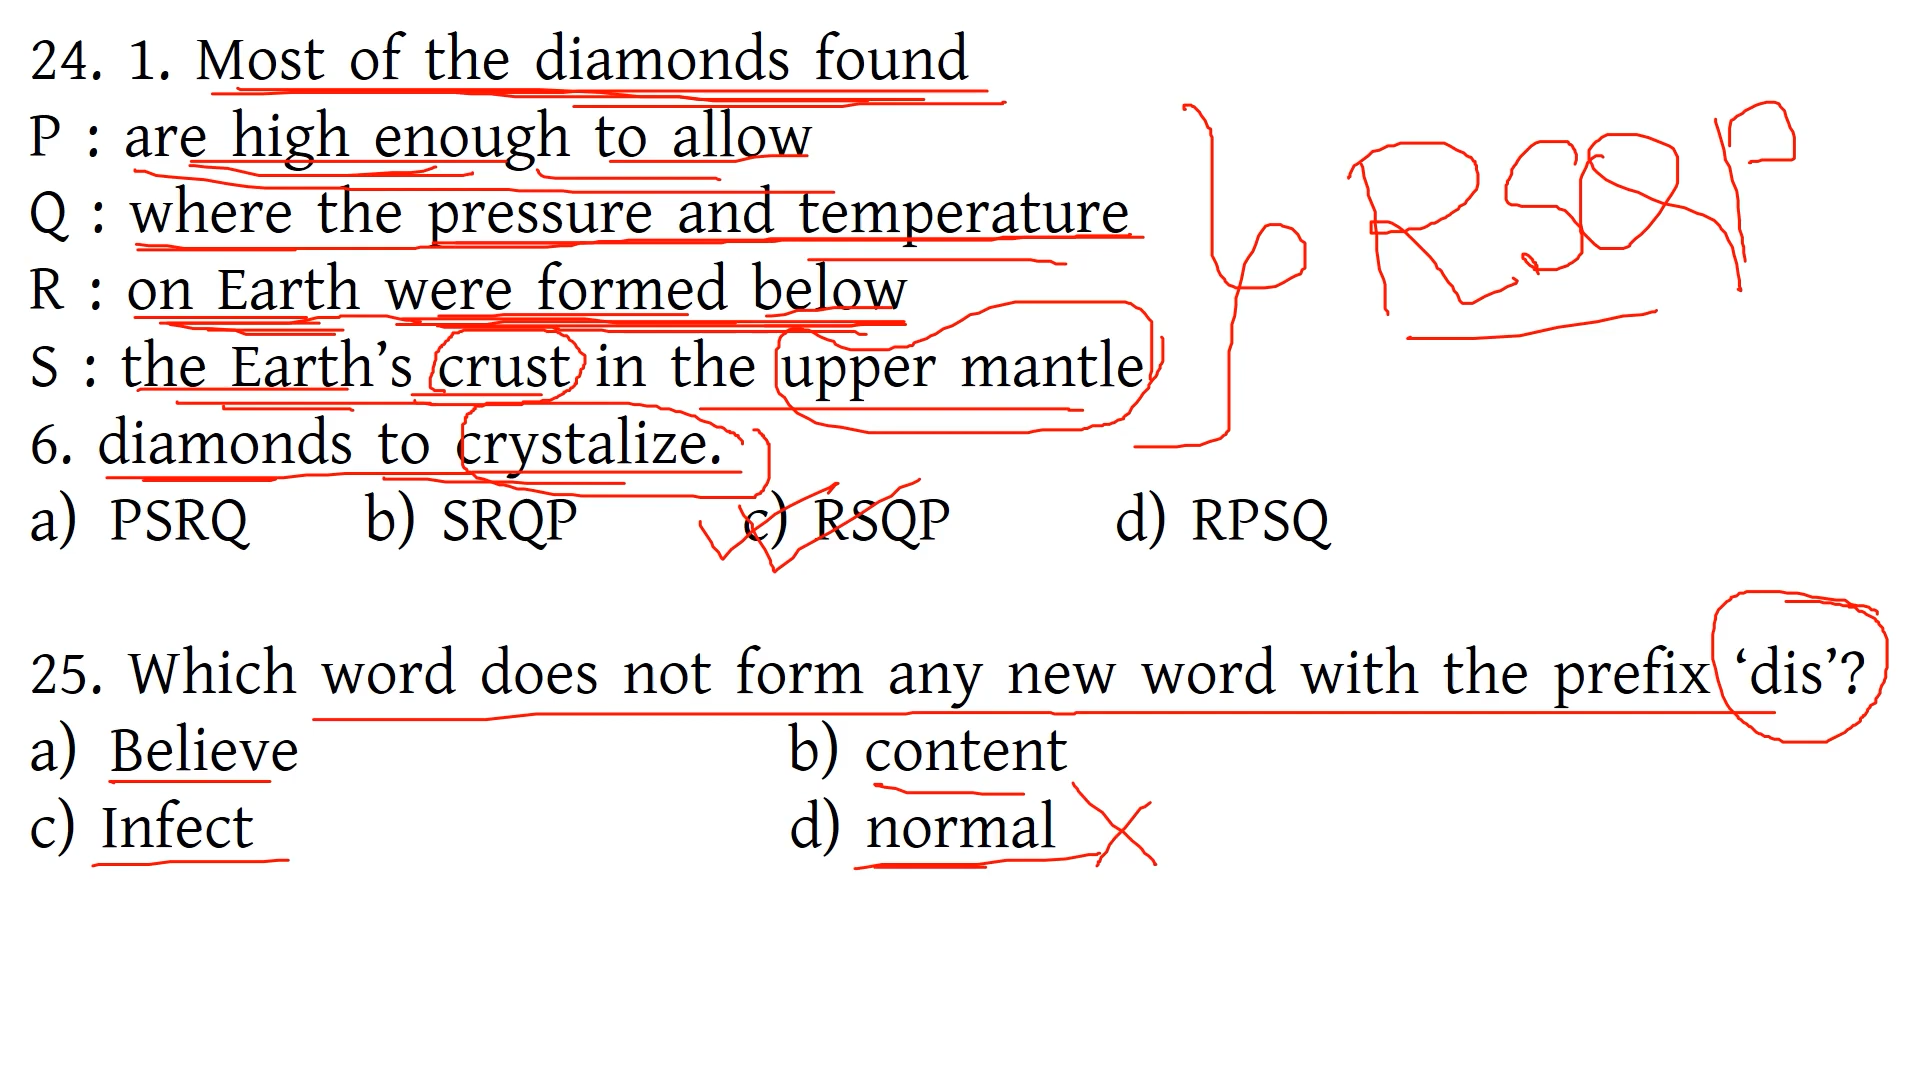 24. 1. Most of the diamonds found
P : are high enough to allow
Q : where the pressure and temperature
R : on Earth were formed below
S : the Earth’s crust in the upper mantle
6. diamonds to crystalize.
a) PSRQ b) SRQP c) RSQP d) RPSQ
RSQP
25. Which word does not form any new word with the prefix ‘dis’?
a) Believe b) content
c) Infect d) normal